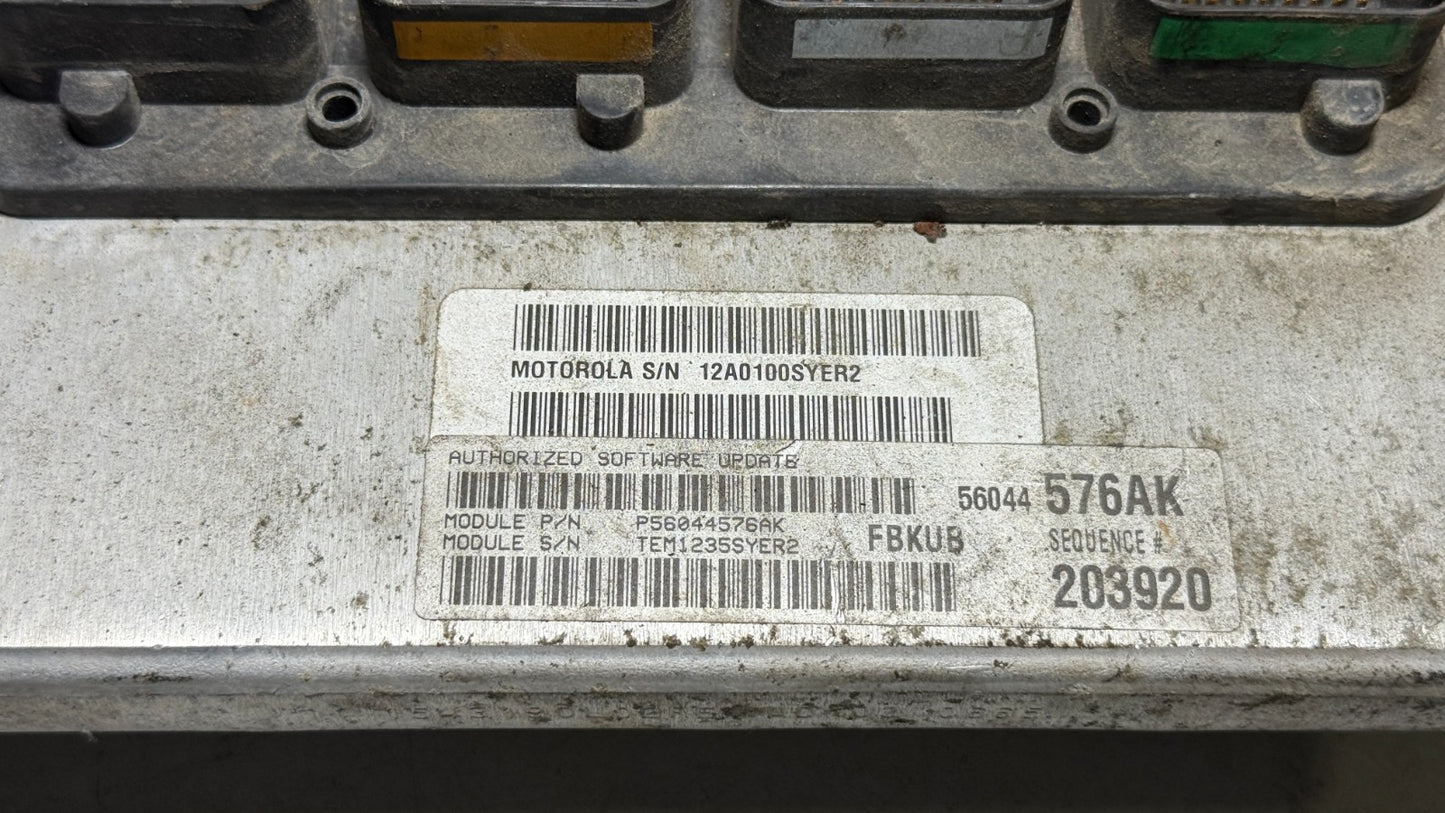 MOTOROLA S/N 12A0100SYER2
AUTHORIZED SOFTWARE UPDATE
56044 576AK
MODULE P/N P56044576AK
MODULE S/N TEM1235SYER2
FBKUB
SEQUENCE #
203920